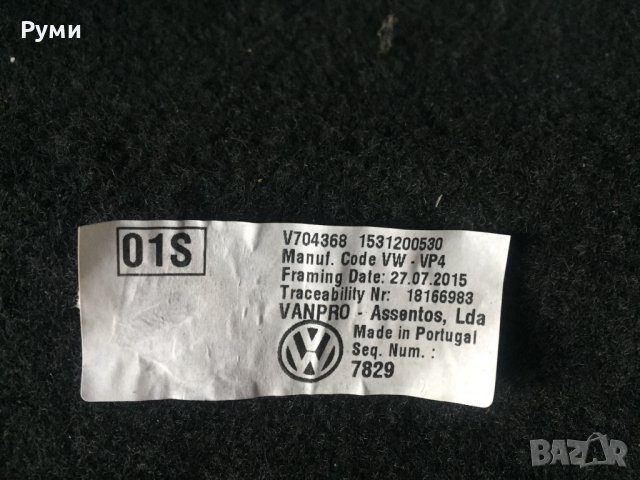 Руми
01S
V704368 1531200530
Manuf. Code VW - VP4
Framing Date: 27.07.2015
Traceability Nr: 18166983
VANPRO - Assentos, Lda
Made in Portugal
Seq. Num. :
7829
BAZAR